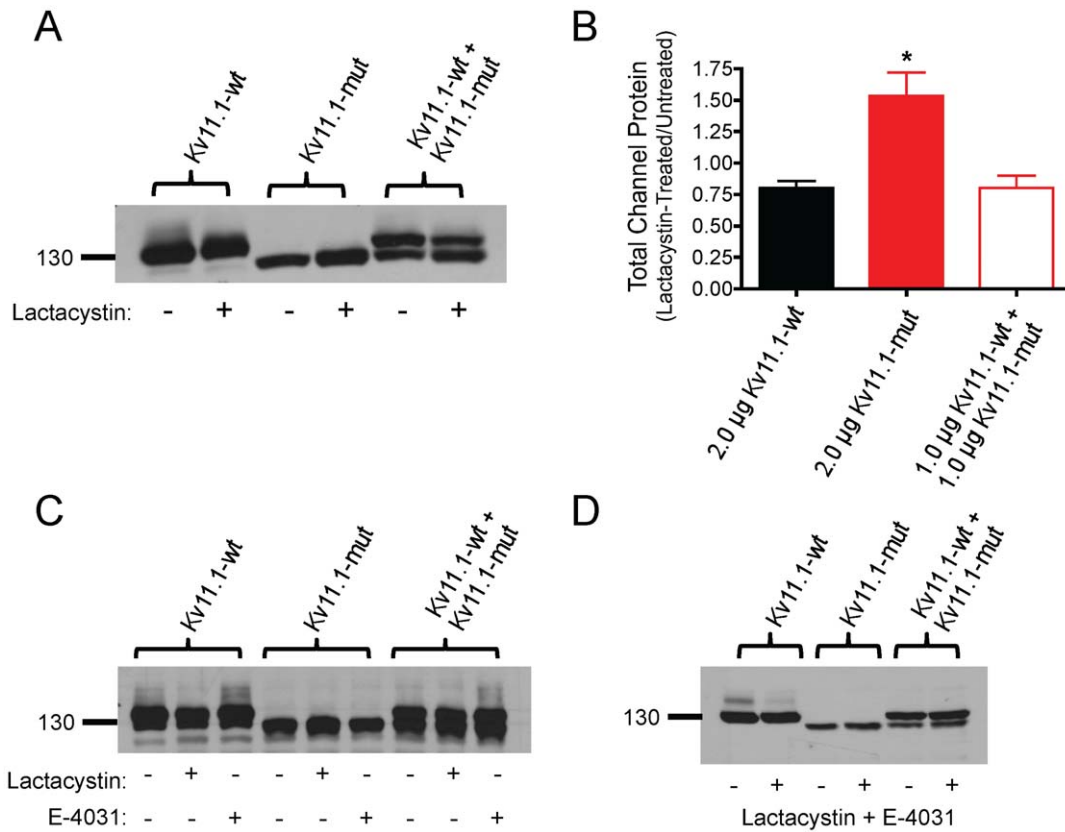 A
Kv11.1-wt
Kv11.1-mut
Kv11.1-wt +
Kv11.1-mut
130
Lactacystin: - + - + - +
B
Total Channel Protein
(Lactacystin-Treated/Untreated)
1.75
1.50
1.25
1.00
0.75
0.50
0.25
0.00
*
2.0 µg Kv11.1-wt
2.0 µg Kv11.1-mut
1.0 µg Kv11.1-wt +
1.0 µg Kv11.1-mut
C
Kv11.1-wt
Kv11.1-mut
Kv11.1-wt +
Kv11.1-mut
130
Lactacystin: - + - - + - - + -
E-4031: - - + - - + - - +
D
Kv11.1-wt
Kv11.1-mut
Kv11.1-wt +
Kv11.1-mut
130
- + - + - +
Lactacystin + E-4031